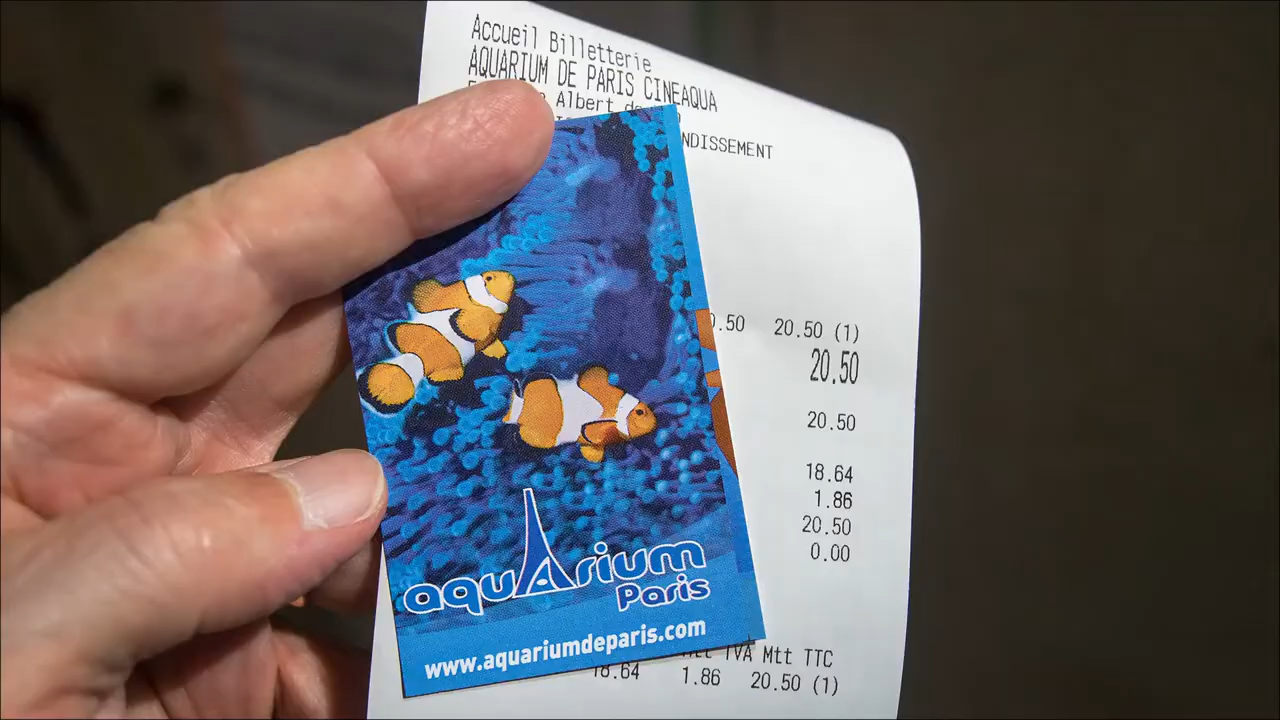 Accueil Billetterie
AQUARIUM DE PARIS CINEAQUA
Albert
NDISSEMENT
0.50 20.50 (1)
20.50
20.50
18.64
1.86
20.50
0.00
aquArium
Paris
www.aquariumdeparis.com
TVA Mtt TTC
18.64 1.86 20.50 (1)